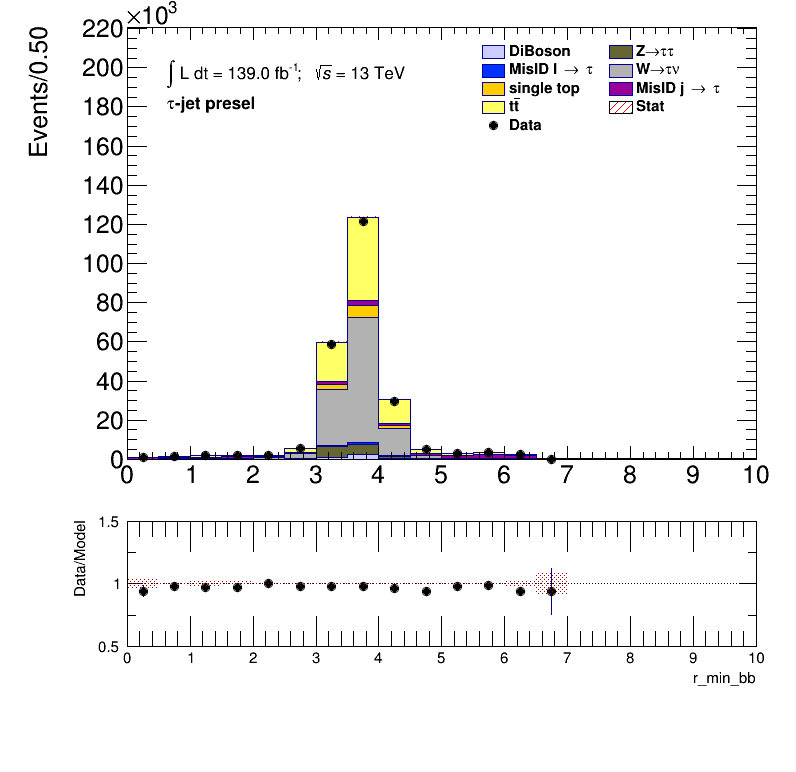 ×10³
Events/0.50
220
200
180
160
140
120
100
80
60
40
20
0
∫ L dt = 139.0 fb⁻¹; √s = 13 TeV
τ-jet presel
DiBoson
MisID l → τ
single top
tt̄
Data
Z→ττ
W→τν
MisID j → τ
Stat
0 1 2 3 4 5 6 7 8 9 10
Data/Model
1.5
1
0.5
0 1 2 3 4 5 6 7 8 9 10
r_min_bb